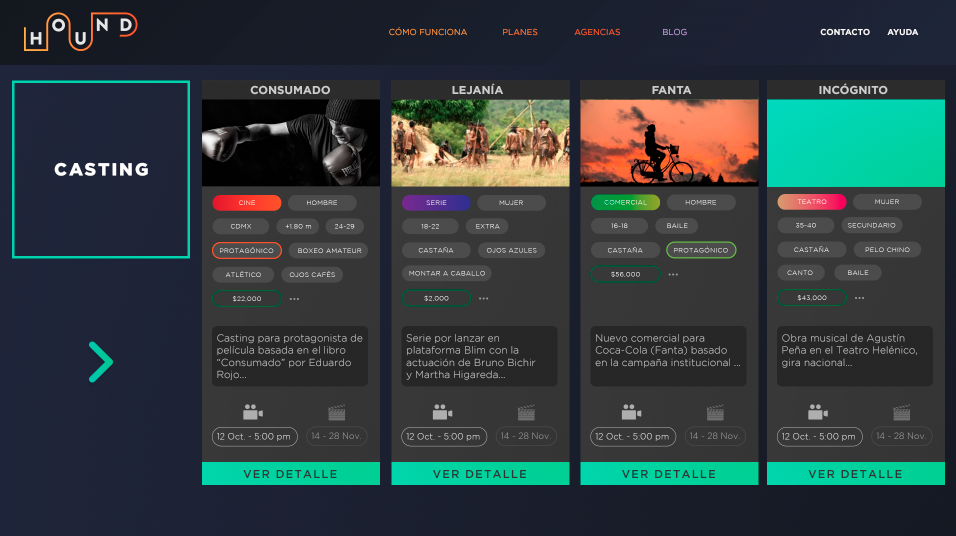 HOUND
CÓMO FUNCIONA
PLANES
AGENCIAS
BLOG
CONTACTO
AYUDA
CASTING
CONSUMADO
CINE
HOMBRE
CDMX
+1.80 m
24-29
PROTAGÓNICO
BOXEO AMATEUR
ATLÉTICO
OJOS CAFÉS
$22,000
Casting para protagonista de
película basada en el libro
“Consumado” por Eduardo
Rojo...
12 Oct. - 5:00 pm
14 - 28 Nov.
VER DETALLE
LEJANÍA
SERIE
MUJER
18-22
EXTRA
CASTAÑA
OJOS AZULES
MONTAR A CABALLO
$2,000
Serie por lanzar en
plataforma Blim con la
actuación de Bruno Bichir
y Martha Higareda...
12 Oct. - 5:00 pm
14 - 28 Nov.
VER DETALLE
FANTA
COMERCIAL
HOMBRE
16-18
BAILE
CASTAÑA
PROTAGÓNICO
$56,000
Nuevo comercial para
Coca-Cola (Fanta) basado
en la campaña institucional ...
12 Oct. - 5:00 pm
14 - 28 Nov.
VER DETALLE
INCÓGNITO
TEATRO
MUJER
35-40
SECUNDARIO
CASTAÑA
PELO CHINO
CANTO
BAILE
$43,000
Obra musical de Agustín
Peña en el Teatro Helénico,
gira nacional...
12 Oct. - 5:00 pm
14 - 28 Nov.
VER DETALLE